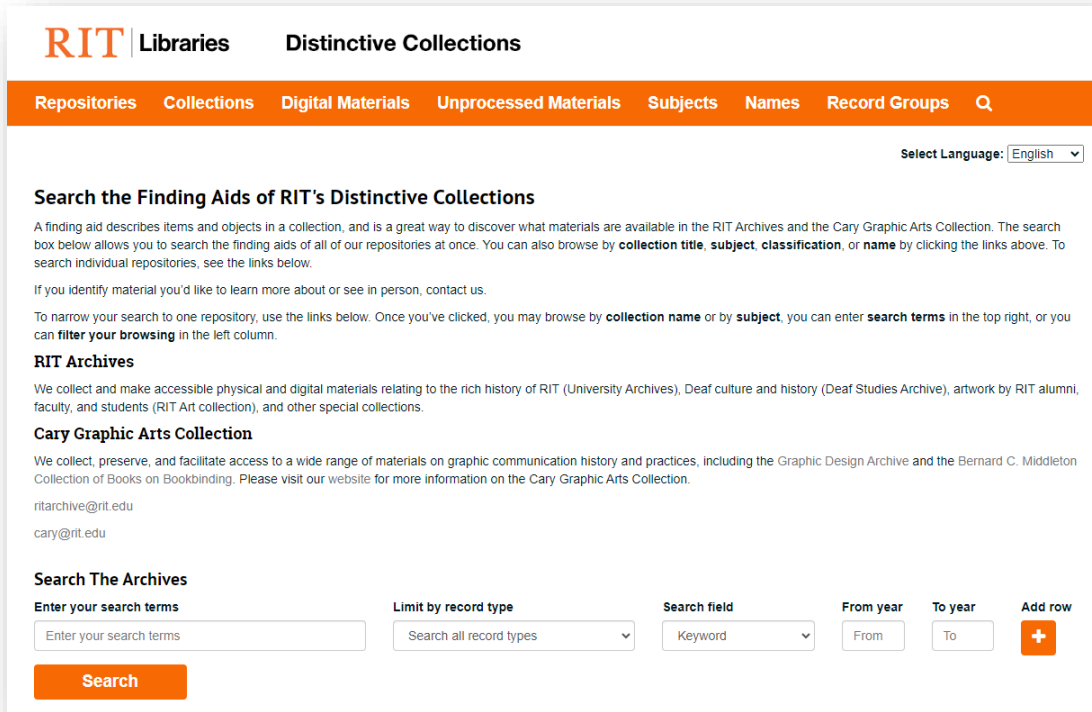 RIT | Libraries Distinctive Collections
Repositories Collections Digital Materials Unprocessed Materials Subjects Names Record Groups
Select Language: English
Search the Finding Aids of RIT's Distinctive Collections
A finding aid describes items and objects in a collection, and is a great way to discover what materials are available in the RIT Archives and the Cary Graphic Arts Collection. The search
box below allows you to search the finding aids of all of our repositories at once. You can also browse by collection title, subject, classification, or name by clicking the links above. To
search individual repositories, see the links below.
If you identify material you'd like to learn more about or see in person, contact us.
To narrow your search to one repository, use the links below. Once you've clicked, you may browse by collection name or by subject, you can enter search terms in the top right, or you
can filter your browsing in the left column.
RIT Archives
We collect and make accessible physical and digital materials relating to the rich history of RIT (University Archives), Deaf culture and history (Deaf Studies Archive), artwork by RIT alumni,
faculty, and students (RIT Art collection), and other special collections.
Cary Graphic Arts Collection
We collect, preserve, and facilitate access to a wide range of materials on graphic communication history and practices, including the Graphic Design Archive and the Bernard C. Middleton
Collection of Books on Bookbinding. Please visit our website for more information on the Cary Graphic Arts Collection.
ritarchive@rit.edu
cary@rit.edu
Search The Archives
Enter your search terms Limit by record type Search field From year To year Add row
Enter your search terms Search all record types Keyword From To +
Search